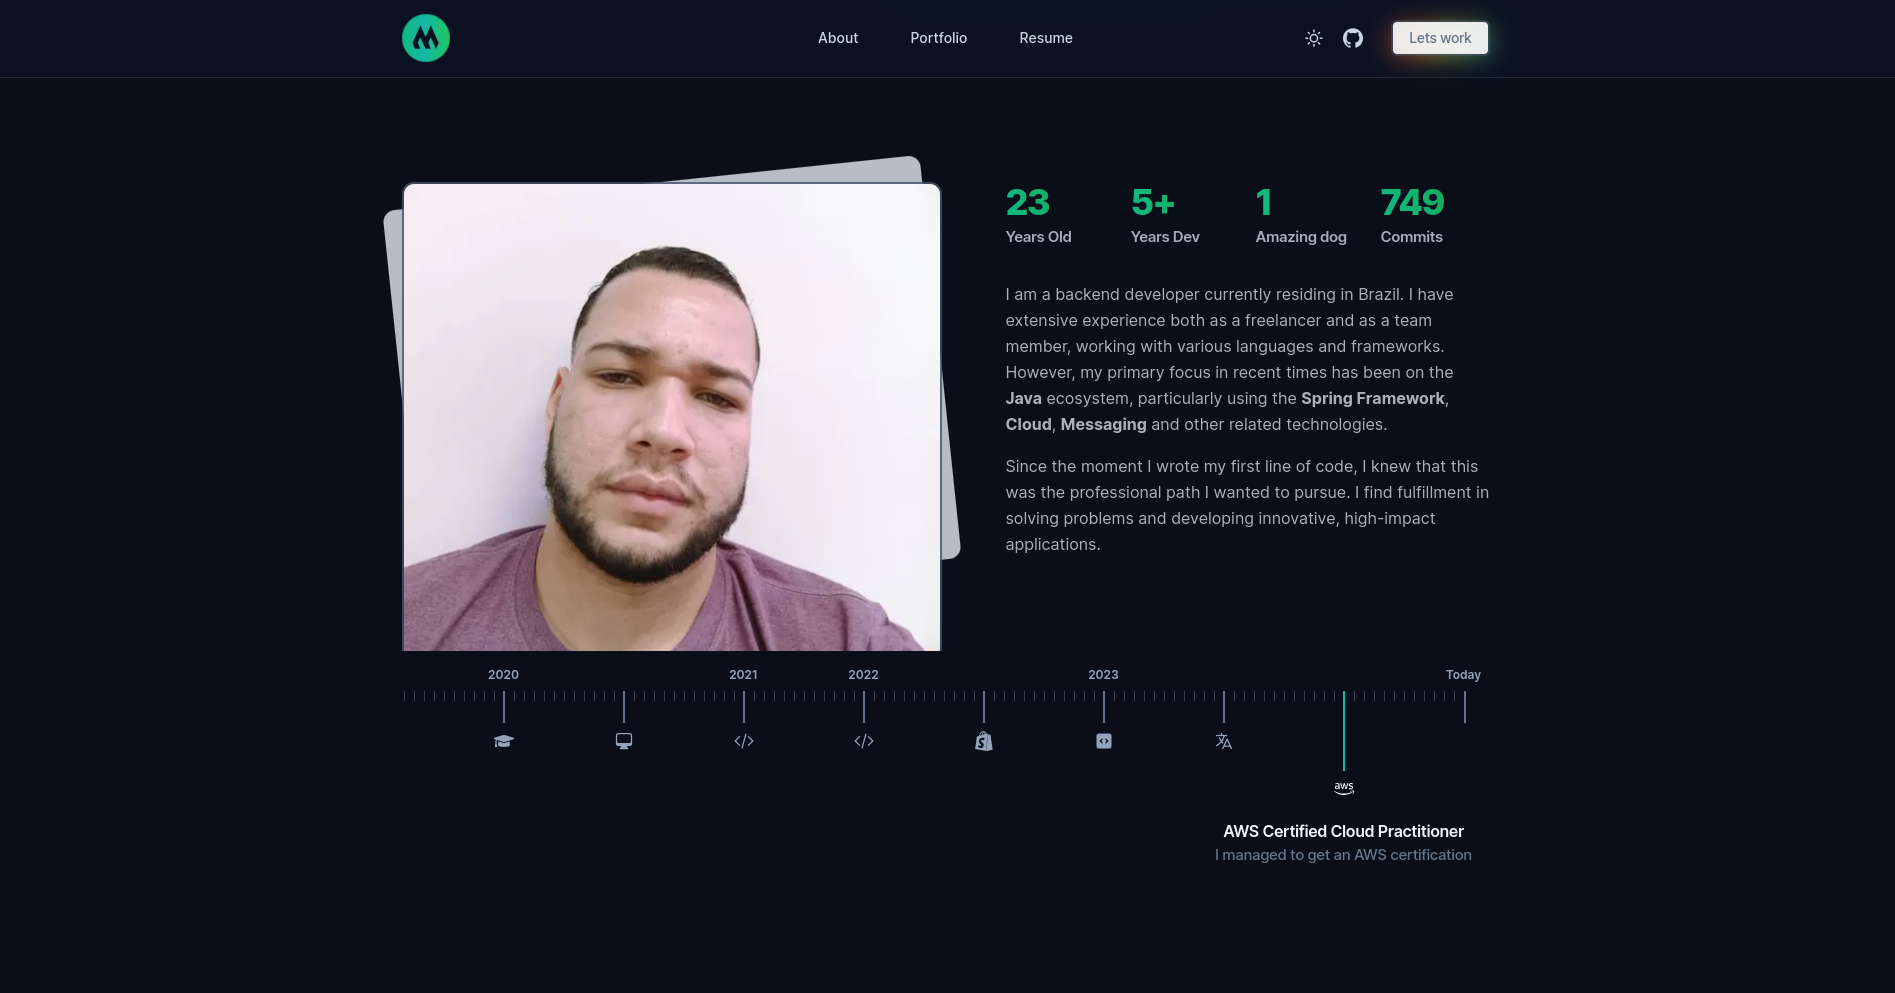 About
Portfolio
Resume
Lets work
23
5+
1
749
Years Old
Years Dev
Amazing dog
Commits
I am a backend developer currently residing in Brazil. I have
extensive experience both as a freelancer and as a team
member, working with various languages and frameworks.
However, my primary focus in recent times has been on the
Java ecosystem, particularly using the Spring Framework,
Cloud, Messaging and other related technologies.
Since the moment I wrote my first line of code, I knew that this
was the professional path I wanted to pursue. I find fulfillment in
solving problems and developing innovative, high-impact
applications.
2020
2021
2022
2023
Today
aws
AWS Certified Cloud Practitioner
I managed to get an AWS certification